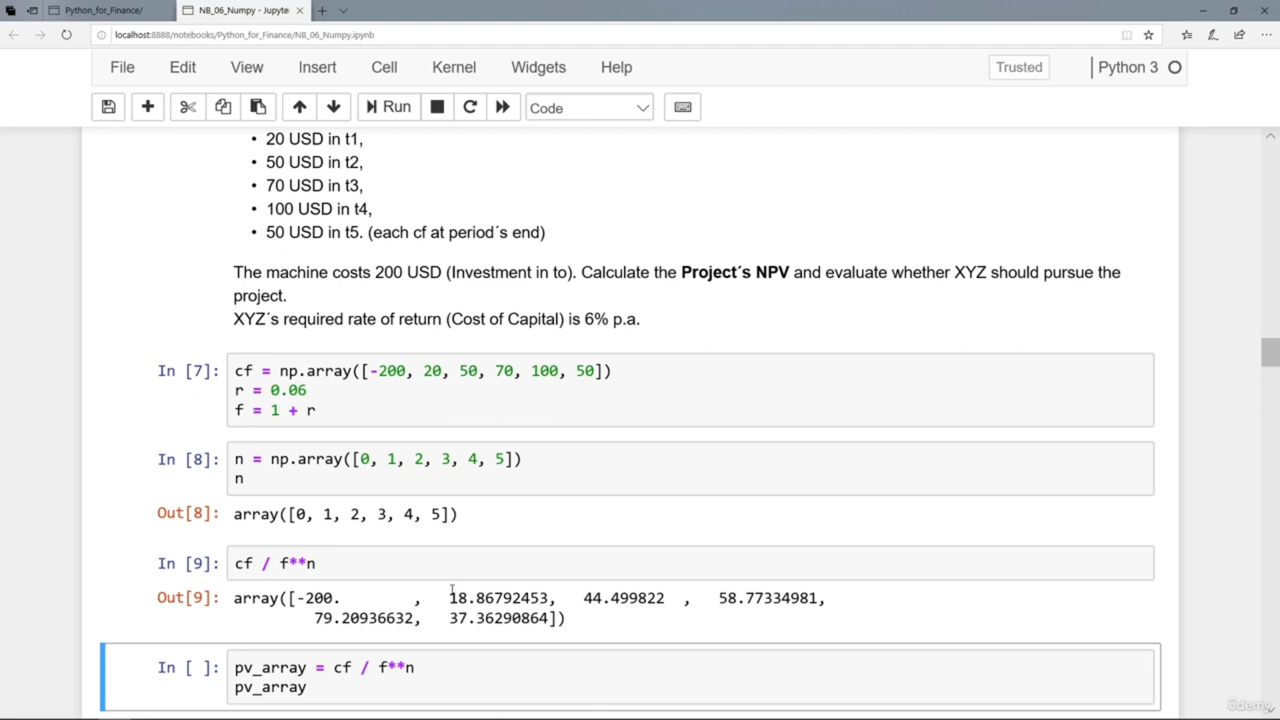 Python_for_Finance/
NB_06_Numpy - Jupyte
localhost:8888/notebooks/Python_for_Finance/NB_06_Numpy.ipynb
File Edit View Insert Cell Kernel Widgets Help Trusted Python 3
Run Code
• 20 USD in t1,
• 50 USD in t2,
• 70 USD in t3,
• 100 USD in t4,
• 50 USD in t5. (each cf at period´s end)
The machine costs 200 USD (Investment in to). Calculate the Project´s NPV and evaluate whether XYZ should pursue the
project.
XYZ´s required rate of return (Cost of Capital) is 6% p.a.
In [7]: cf = np.array([-200, 20, 50, 70, 100, 50])
r = 0.06
f = 1 + r
In [8]: n = np.array([0, 1, 2, 3, 4, 5])
n
Out[8]: array([0, 1, 2, 3, 4, 5])
In [9]: cf / f**n
Out[9]: array([-200. , 18.86792453, 44.499822 , 58.77334981,
79.20936632, 37.36290864])
In [ ]: pv_array = cf / f**n
pv_array
ûdemy